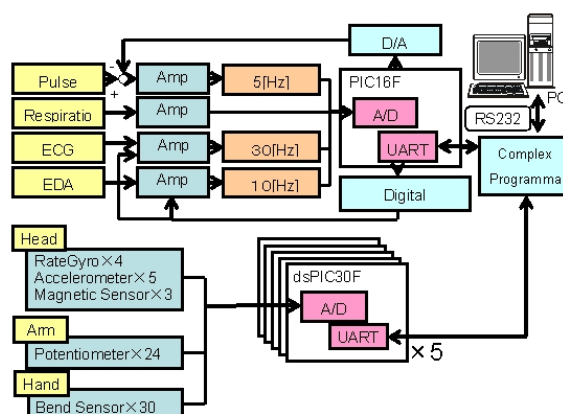 D/A
-
Pulse
Amp
5[Hz]
PIC16F
+
PC
Respiratio
Amp
A/D
RS232
ECG
Amp
30[Hz]
UART
Complex
Programma
EDA
Amp
10[Hz]
Digital
Head
RateGyro×4
Accelerometer×5
Magnetic Sensor×3
dsPIC30F
A/D
UART
×5
Arm
Potentiometer×24
Hand
Bend Sensor×30